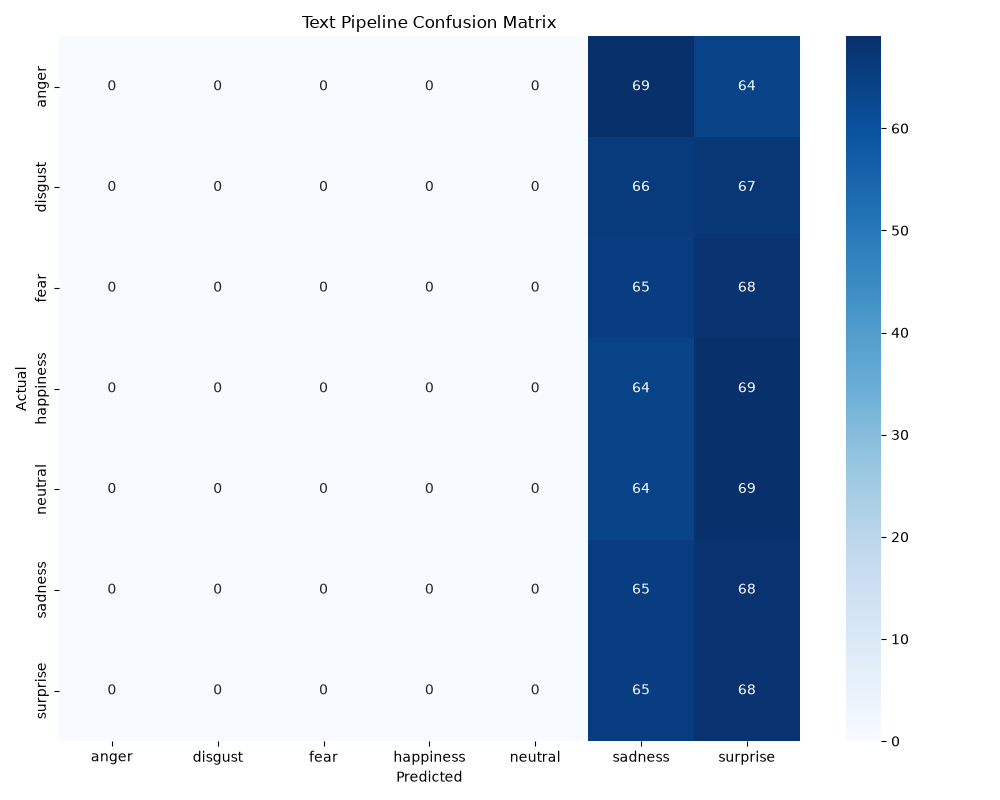 Text Pipeline Confusion Matrix
anger 0 0 0 0 0 69 64
disgust 0 0 0 0 0 66 67
fear 0 0 0 0 0 65 68
happiness 0 0 0 0 0 64 69
neutral 0 0 0 0 0 64 69
sadness 0 0 0 0 0 65 68
surprise 0 0 0 0 0 65 68
Actual
anger disgust fear happiness neutral sadness surprise
Predicted
60
50
40
30
20
10
0